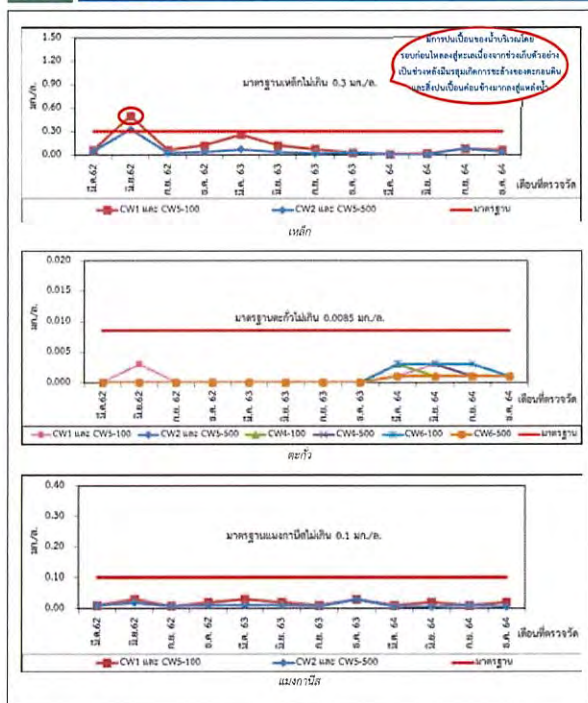 มีการปนเปื้อนของน้ำบริเวณโดย
รอบก่อนไหลลงสู่ทะเลเนื่องจากช่วงเก็บตัวอย่าง
เป็นช่วงหลังมีมรสุมเกิดการชะล้างของตะกอนดิน
และสิ่งปนเปื้อนค่อนข้างมากลงสู่แหล่งน้ำ
มก./ล.
1.50
1.20
0.90
0.60
0.30
0.00
มาตรฐานเหล็กไม่เกิน 0.3 มก./ล.
มี.ค.62
มิ.ย.62
ก.ย. 62
ธ.ค. 62
มี.ค. 63
มิ.ย. 63
ก.ย. 63
ธ.ค. 63
มี.ค. 64
มิ.ย. 64
ก.ย. 64
ธ.ค. 64
เดือนที่ตรวจวัด
CW1 และ CW5-100
CW2 และ CW5-500
มาตรฐาน
เหล็ก
มก./ล.
0.020
0.015
0.010
0.005
0.000
มาตรฐานตะกั่วไม่เกิน 0.0085 มก./ล.
มี.ค.62
มิ.ย.62
ก.ย. 62
ธ.ค. 62
มี.ค. 63
มิ.ย. 63
ก.ย. 63
ธ.ค. 63
มี.ค. 64
มิ.ย. 64
ก.ย. 64
ธ.ค. 64
เดือนที่ตรวจวัด
CW1 และ CW5-100
CW2 และ CW5-500
CW4-100
CW4-500
CW6-100
CW6-500
มาตรฐาน
ตะกั่ว
มก./ล.
0.40
0.30
0.20
0.10
0.00
มาตรฐานแมงกานีสไม่เกิน 0.1 มก./ล.
มี.ค.62
มิ.ย.62
ก.ย. 62
ธ.ค. 62
มี.ค. 63
มิ.ย. 63
ก.ย. 63
ธ.ค. 63
มี.ค. 64
มิ.ย. 64
ก.ย. 64
ธ.ค. 64
เดือนที่ตรวจวัด
CW1 และ CW5-100
CW2 และ CW5-500
มาตรฐาน
แมงกานีส